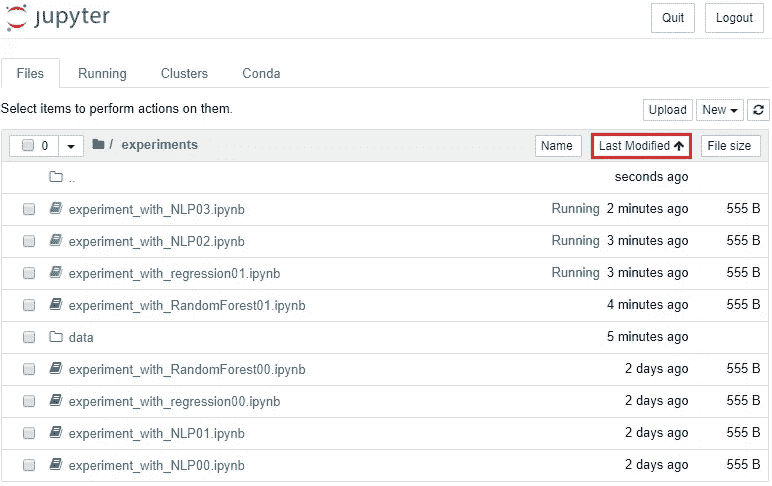 jupyter Quit Logout
Files Running Clusters Conda
Select items to perform actions on them. Upload New
0 / experiments Name Last Modified File size
.. seconds ago
experiment_with_NLP03.ipynb Running 2 minutes ago 555 B
experiment_with_NLP02.ipynb Running 3 minutes ago 555 B
experiment_with_regression01.ipynb Running 3 minutes ago 555 B
experiment_with_RandomForest01.ipynb 4 minutes ago 555 B
data 5 minutes ago
experiment_with_RandomForest00.ipynb 2 days ago 555 B
experiment_with_regression00.ipynb 2 days ago 555 B
experiment_with_NLP01.ipynb 2 days ago 555 B
experiment_with_NLP00.ipynb 2 days ago 555 B